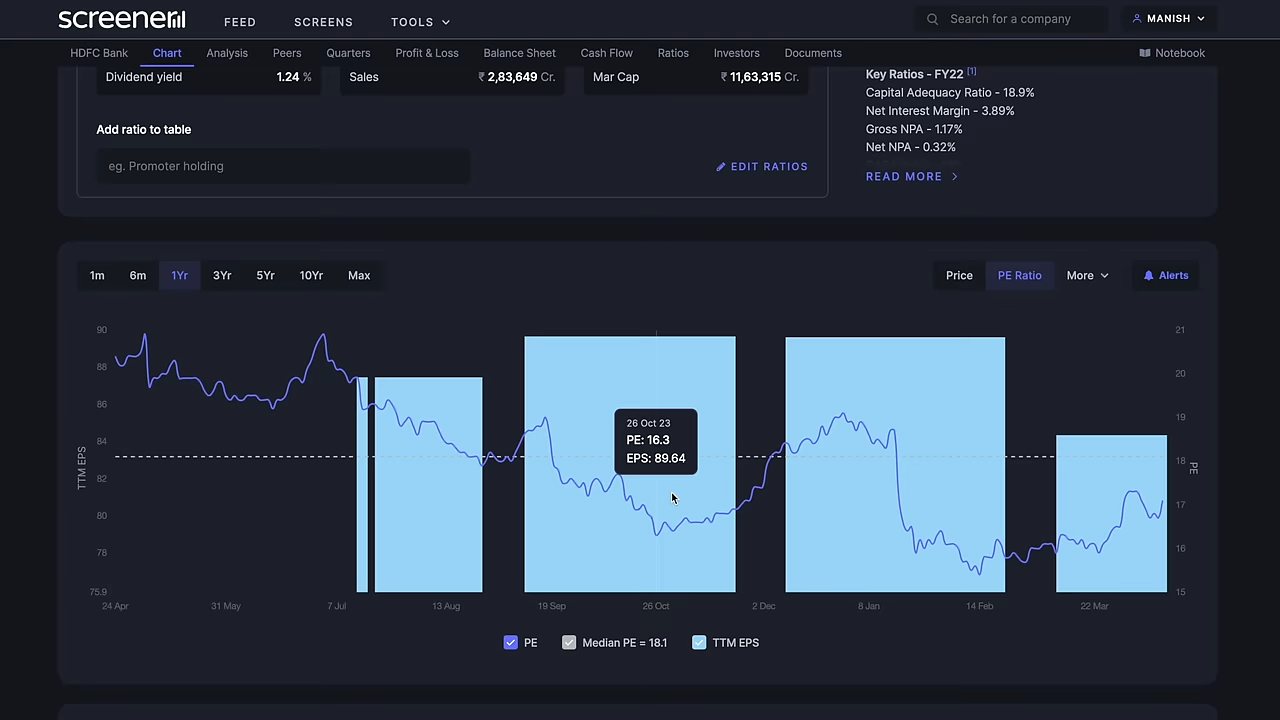 screener
FEED
SCREENS
TOOLS
Search for a company
MANISH
HDFC Bank
Chart
Analysis
Peers
Quarters
Profit & Loss
Balance Sheet
Cash Flow
Ratios
Investors
Documents
Notebook
Dividend yield 1.24 %
Sales ₹ 2,83,649 Cr.
Mar Cap ₹ 11,63,315 Cr.
Add ratio to table
eg. Promoter holding
EDIT RATIOS
Key Ratios - FY22 [1]
Capital Adequacy Ratio - 18.9%
Net Interest Margin - 3.89%
Gross NPA - 1.17%
Net NPA - 0.32%
READ MORE
1m 6m 1Yr 3Yr 5Yr 10Yr Max
Price PE Ratio More
Alerts
90
88
86
84
82
80
78
75.9
TTM EPS
21
20
19
18
17
16
15
PE
26 Oct 23
PE: 16.3
EPS: 89.64
24 Apr 31 May 7 Jul 13 Aug 19 Sep 26 Oct 2 Dec 8 Jan 14 Feb 22 Mar
PE
Median PE = 18.1
TTM EPS